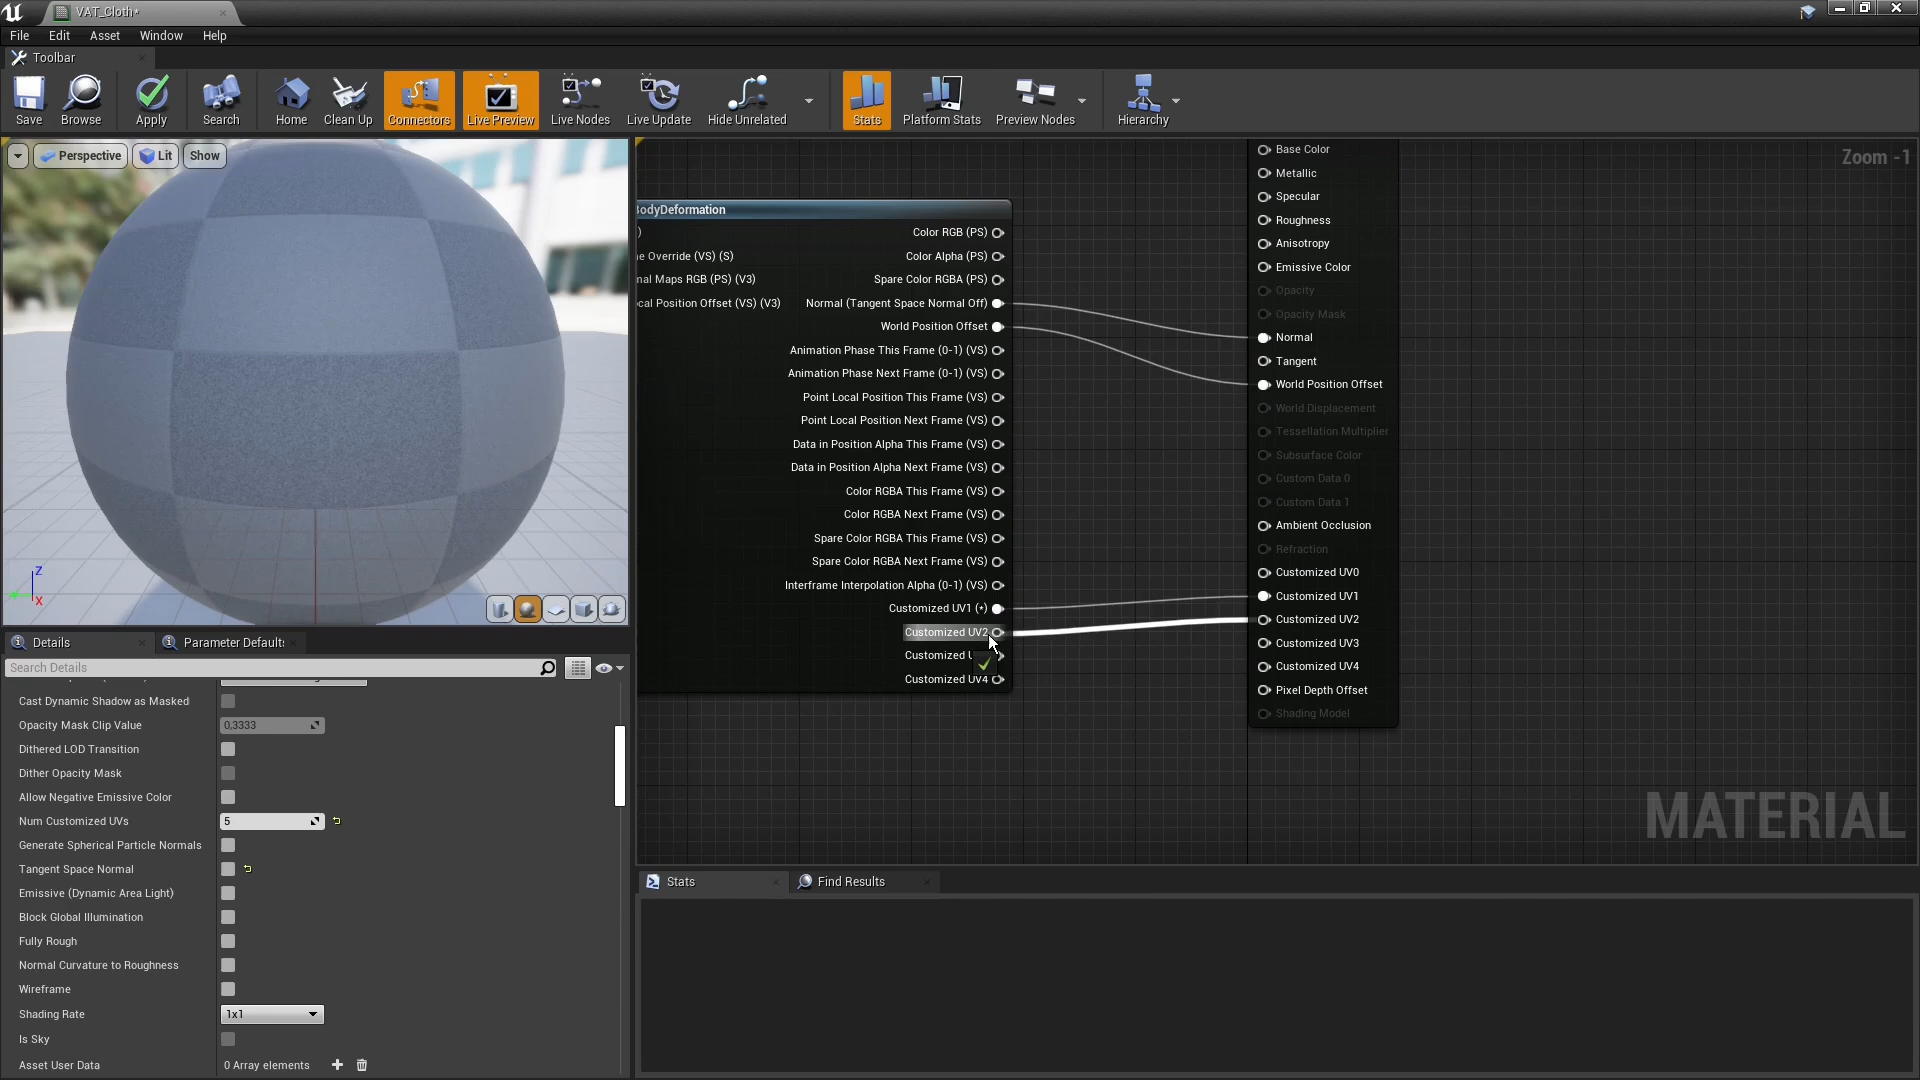 VAT_Cloth*
File Edit Asset Window Help
Toolbar
Save Browse Apply Search Home Clean Up Connectors Live Preview Live Nodes Live Update Hide Unrelated Stats Platform Stats Preview Nodes Hierarchy
Perspective Lit Show
Zoom -1
Z
X
BodyDeformation
)
e Override (VS) (S)
nal Maps RGB (PS) (V3)
cal Position Offset (VS) (V3)
Color RGB (PS)
Color Alpha (PS)
Spare Color RGBA (PS)
Normal (Tangent Space Normal Off)
World Position Offset
Animation Phase This Frame (0-1) (VS)
Animation Phase Next Frame (0-1) (VS)
Point Local Position This Frame (VS)
Point Local Position Next Frame (VS)
Data in Position Alpha This Frame (VS)
Data in Position Alpha Next Frame (VS)
Color RGBA This Frame (VS)
Color RGBA Next Frame (VS)
Spare Color RGBA This Frame (VS)
Spare Color RGBA Next Frame (VS)
Interframe Interpolation Alpha (0-1) (VS)
Customized UV1 (*)
Customized UV2
Customized
Customized UV4
Base Color
Metallic
Specular
Roughness
Anisotropy
Emissive Color
Opacity
Opacity Mask
Normal
Tangent
World Position Offset
World Displacement
Tessellation Multiplier
Subsurface Color
Custom Data 0
Custom Data 1
Ambient Occlusion
Refraction
Customized UV0
Customized UV1
Customized UV2
Customized UV3
Customized UV4
Pixel Depth Offset
Shading Model
MATERIAL
Details Parameter Defaults
Search Details
Cast Dynamic Shadow as Masked
Opacity Mask Clip Value 0,3333
Dithered LOD Transition
Dither Opacity Mask
Allow Negative Emissive Color
Num Customized UVs 5
Generate Spherical Particle Normals
Tangent Space Normal
Emissive (Dynamic Area Light)
Block Global Illumination
Fully Rough
Normal Curvature to Roughness
Wireframe
Shading Rate 1x1
Is Sky
Asset User Data 0 Array elements
Stats Find Results